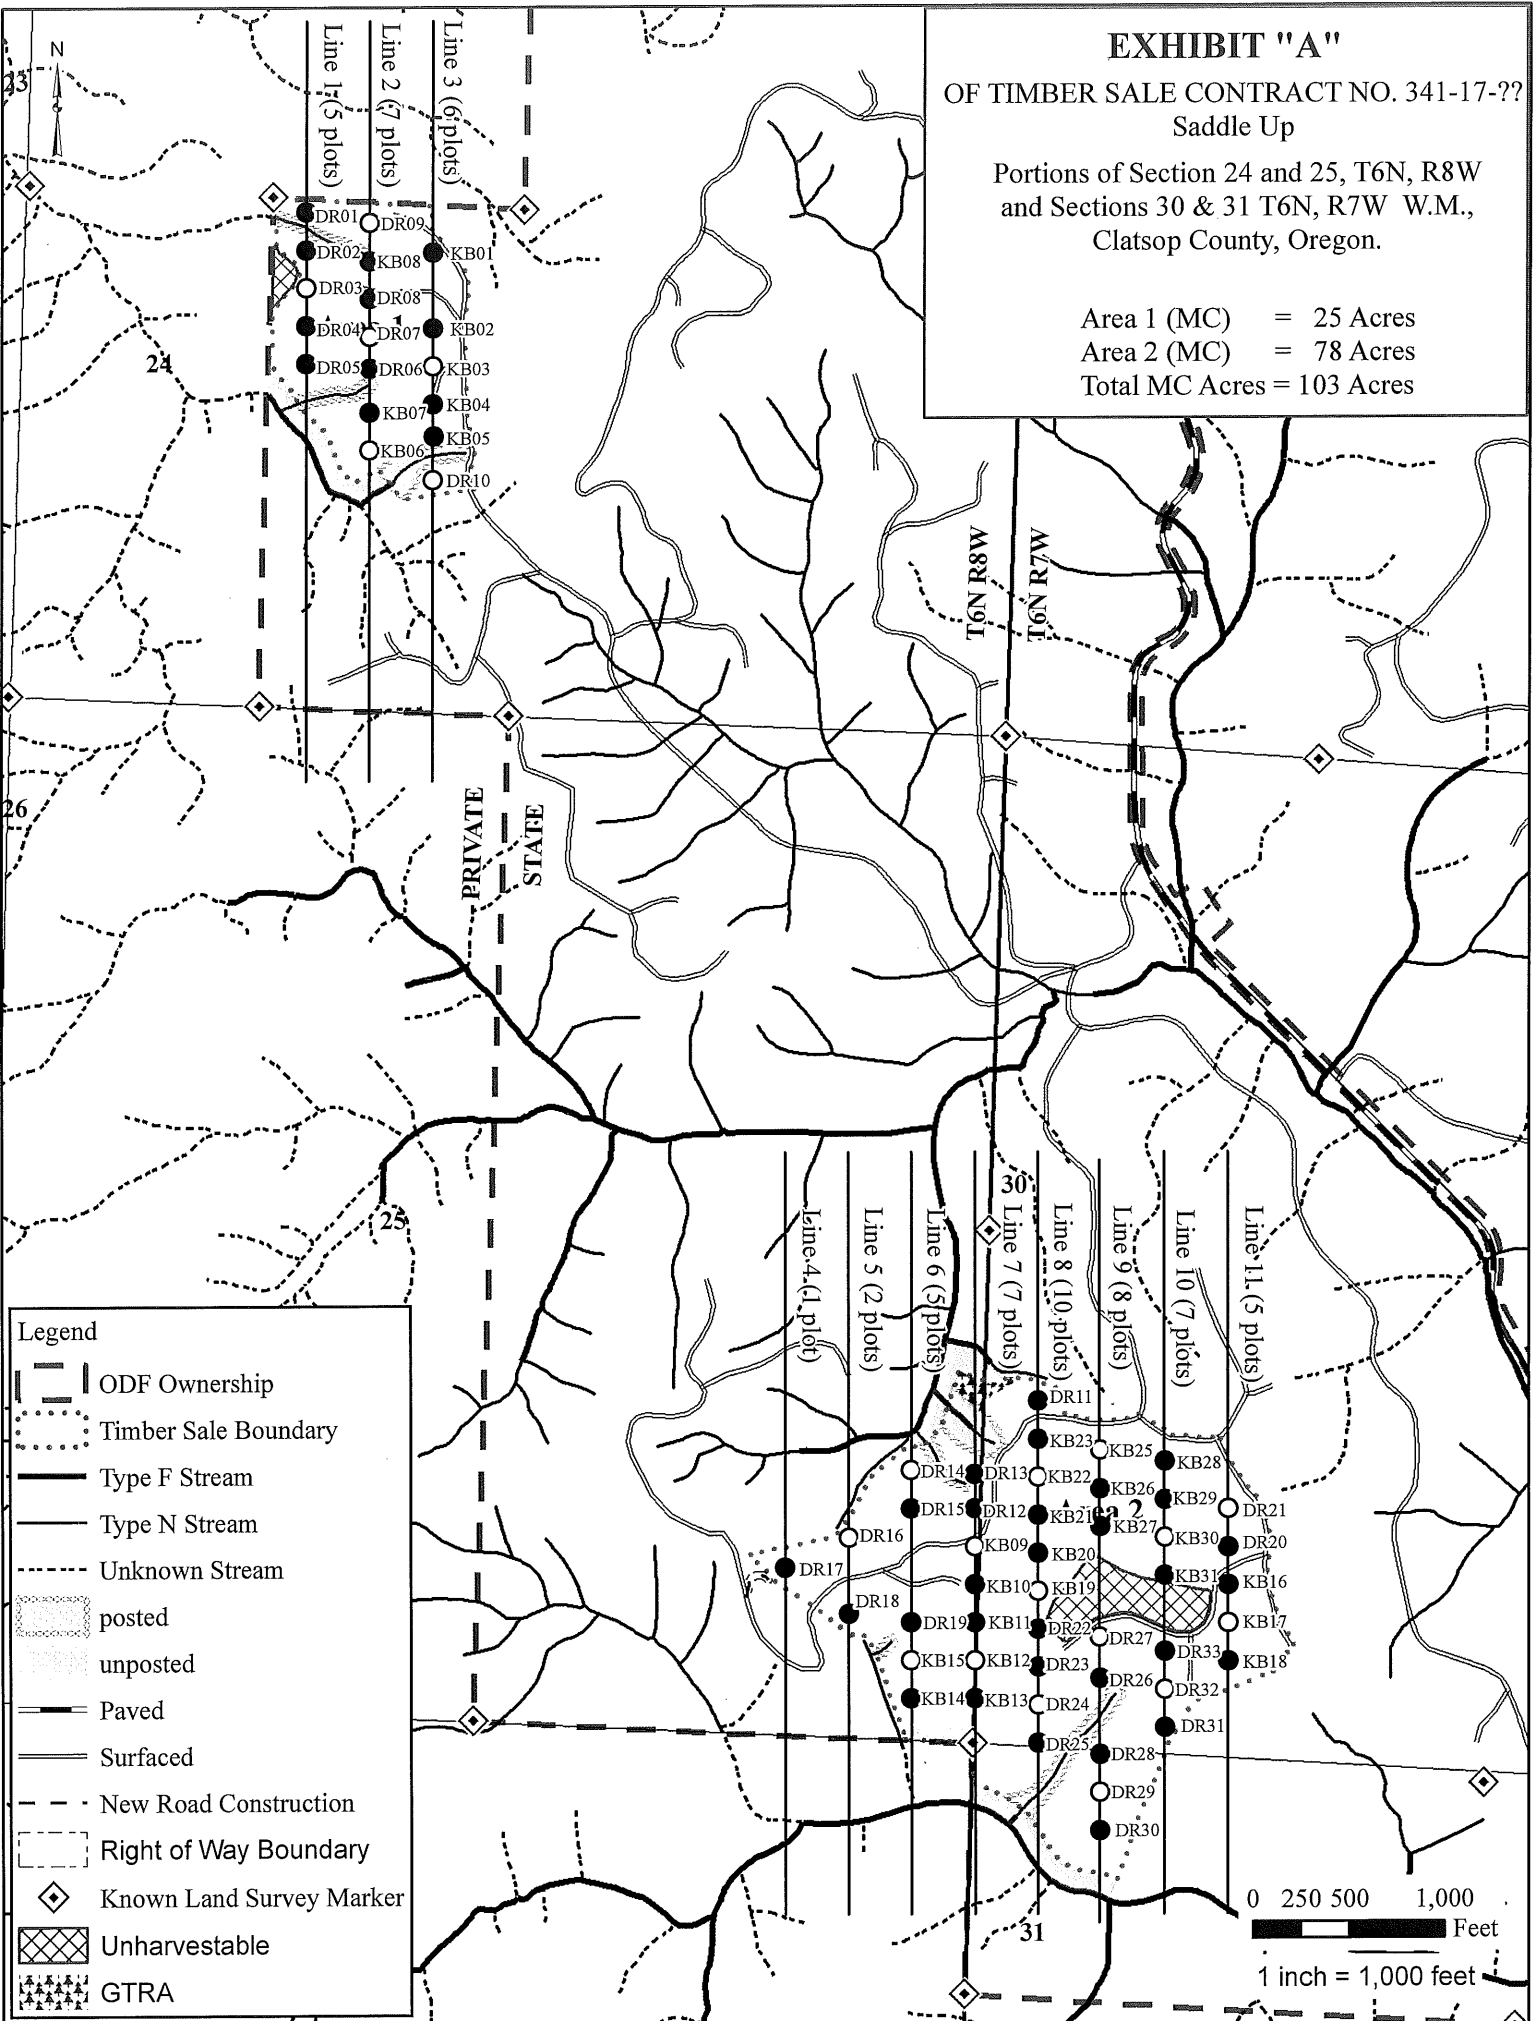 EXHIBIT "A"
OF TIMBER SALE CONTRACT NO. 341-17-??
Saddle Up
Portions of Section 24 and 25, T6N, R8W
and Sections 30 & 31 T6N, R7W W.M.,
Clatsop County, Oregon.
Area 1 (MC) = 25 Acres
Area 2 (MC) = 78 Acres
Total MC Acres = 103 Acres
N
23
Line 1 (5 plots)
Line 2 (7 plots)
Line 3 (6 plots)
DR01
DR09
DR02
KB08
KB01
DR03
DR08
DR04
DR07
KB02
24
DR05
DR06
KB03
KB07
KB04
KB06
KB05
DR10
T6N R8W
T6N R7W
26
PRIVATE
STATE
25
30
Line 4 (1 plot)
Line 5 (2 plots)
Line 6 (5 plots)
Line 7 (7 plots)
Line 8 (10 plots)
Line 9 (8 plots)
Line 10 (7 plots)
Line 11 (5 plots)
DR11
KB23
KB25
KB28
DR14
DR13
KB22
KB26
KB29
DR15
DR12
KB21
Area 2
KB27
DR21
DR16
KB09
KB20
KB30
DR20
DR17
KB10
KB19
KB31
KB16
DR18
DR19
KB11
DR22
DR27
KB17
KB15
KB12
DR23
DR33
KB18
KB14
KB13
DR24
DR26
DR32
DR25
DR28
DR31
DR29
DR30
31
Legend
ODF Ownership
Timber Sale Boundary
Type F Stream
Type N Stream
Unknown Stream
posted
unposted
Paved
Surfaced
New Road Construction
Right of Way Boundary
Known Land Survey Marker
Unharvestable
GTRA
0 250 500 1,000
Feet
1 inch = 1,000 feet